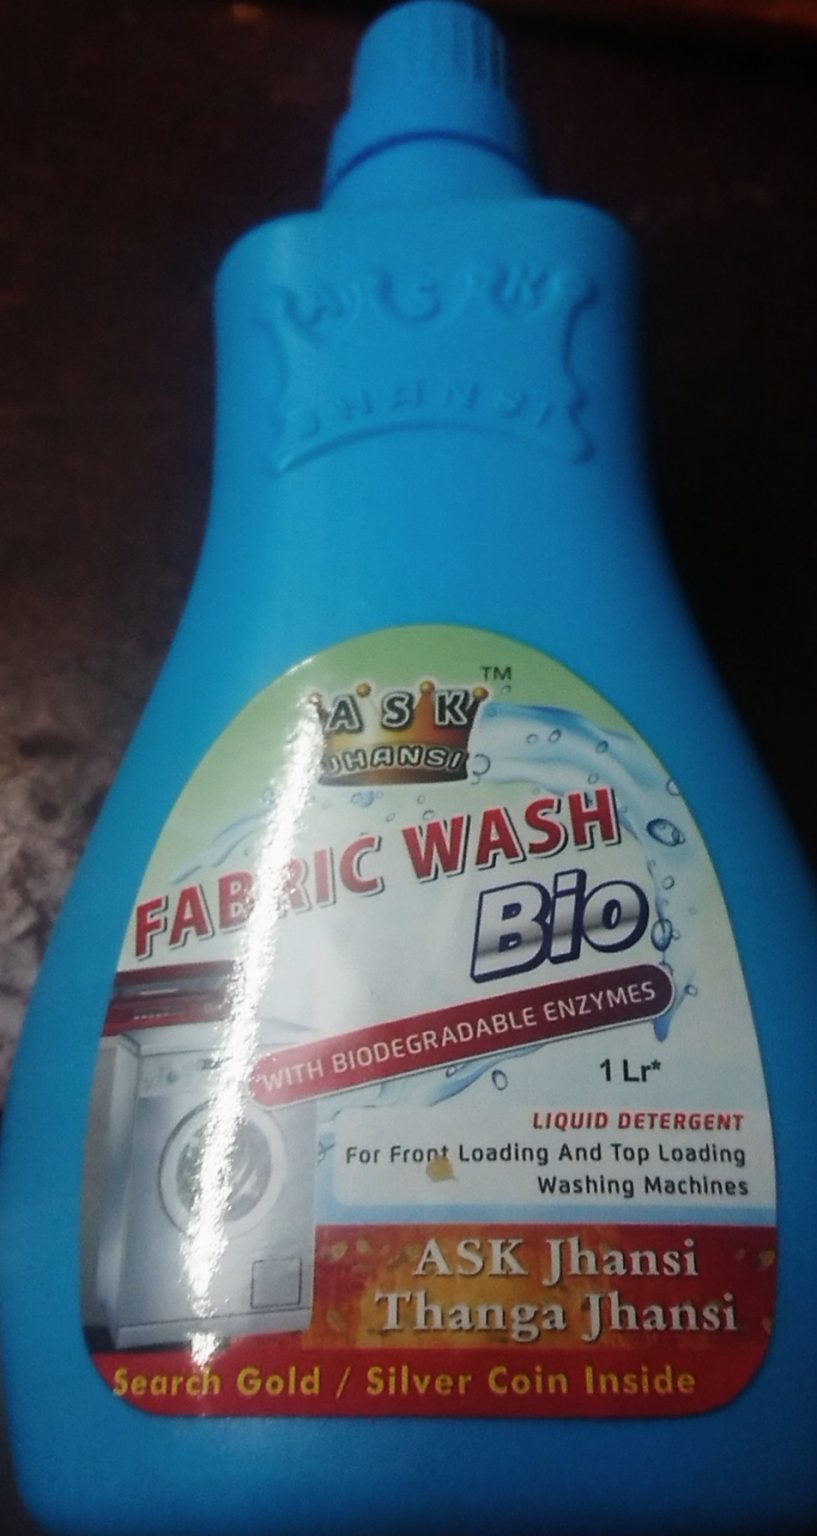 A S K
JHANSI
TM
A S K
JHANSI
FABRIC WASH
Bio
WITH BIODEGRADABLE ENZYMES
1 Lr*
LIQUID DETERGENT
For Front Loading And Top Loading
Washing Machines
ASK Jhansi
Thanga Jhansi
Search Gold / Silver Coin Inside